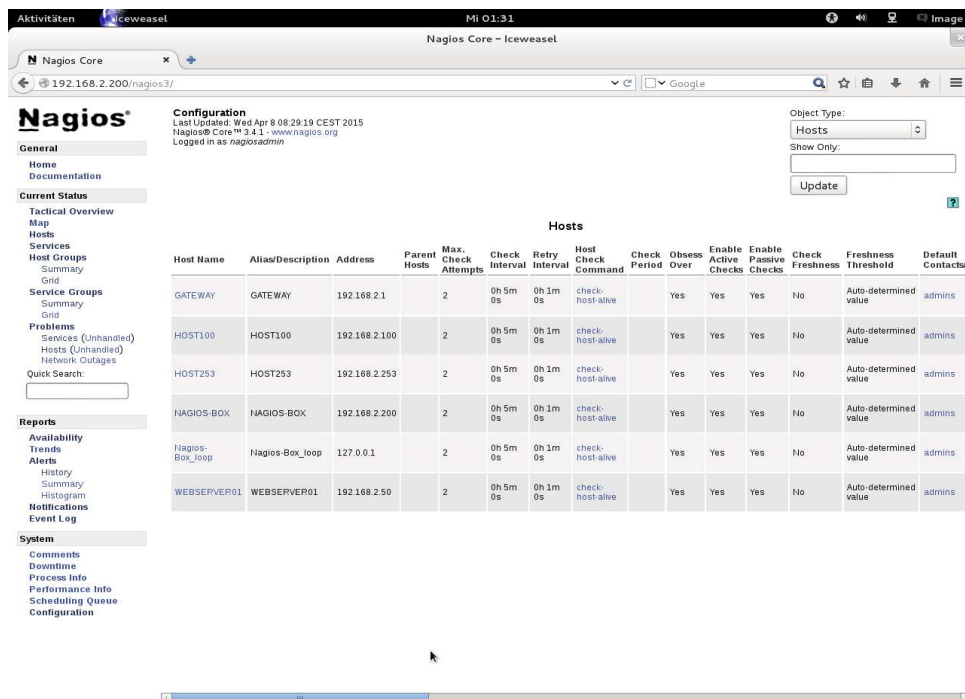 Aktivitäten Iceweasel Mi 01:31 Image
Nagios Core - Iceweasel
N Nagios Core
192.168.2.200/nagios3/ Google
Nagios®
General
Home
Documentation
Current Status
Tactical Overview
Map
Hosts
Services
Host Groups
Summary
Grid
Service Groups
Summary
Grid
Problems
Services (Unhandled)
Hosts (Unhandled)
Network Outages
Quick Search:
Reports
Availability
Trends
Alerts
History
Summary
Histogram
Notifications
Event Log
System
Comments
Downtime
Process Info
Performance Info
Scheduling Queue
Configuration
Configuration
Last Updated: Wed Apr 8 08:29:19 CEST 2015
Nagios® Core™ 3.4.1 - www.nagios.org
Logged in as nagiosadmin
Object Type:
Hosts
Show Only:
Update
?
Hosts
Host Name Alias/Description Address Parent Hosts Max. Check Attempts Check Interval Retry Interval Host Check Command Check Period Obsess Over Enable Active Checks Enable Passive Checks Check Freshness Freshness Threshold Default Contacts/
GATEWAY GATEWAY 192.168.2.1 2 0h 5m 0s 0h 1m 0s check-host-alive Yes Yes Yes No Auto-determined value admins
HOST100 HOST100 192.168.2.100 2 0h 5m 0s 0h 1m 0s check-host-alive Yes Yes Yes No Auto-determined value admins
HOST253 HOST253 192.168.2.253 2 0h 5m 0s 0h 1m 0s check-host-alive Yes Yes Yes No Auto-determined value admins
NAGIOS-BOX NAGIOS-BOX 192.168.2.200 2 0h 5m 0s 0h 1m 0s check-host-alive Yes Yes Yes No Auto-determined value admins
Nagios-Box_loop Nagios-Box_loop 127.0.0.1 2 0h 5m 0s 0h 1m 0s check-host-alive Yes Yes Yes No Auto-determined value admins
WEBSERVER01 WEBSERVER01 192.168.2.50 2 0h 5m 0s 0h 1m 0s check-host-alive Yes Yes Yes No Auto-determined value admins